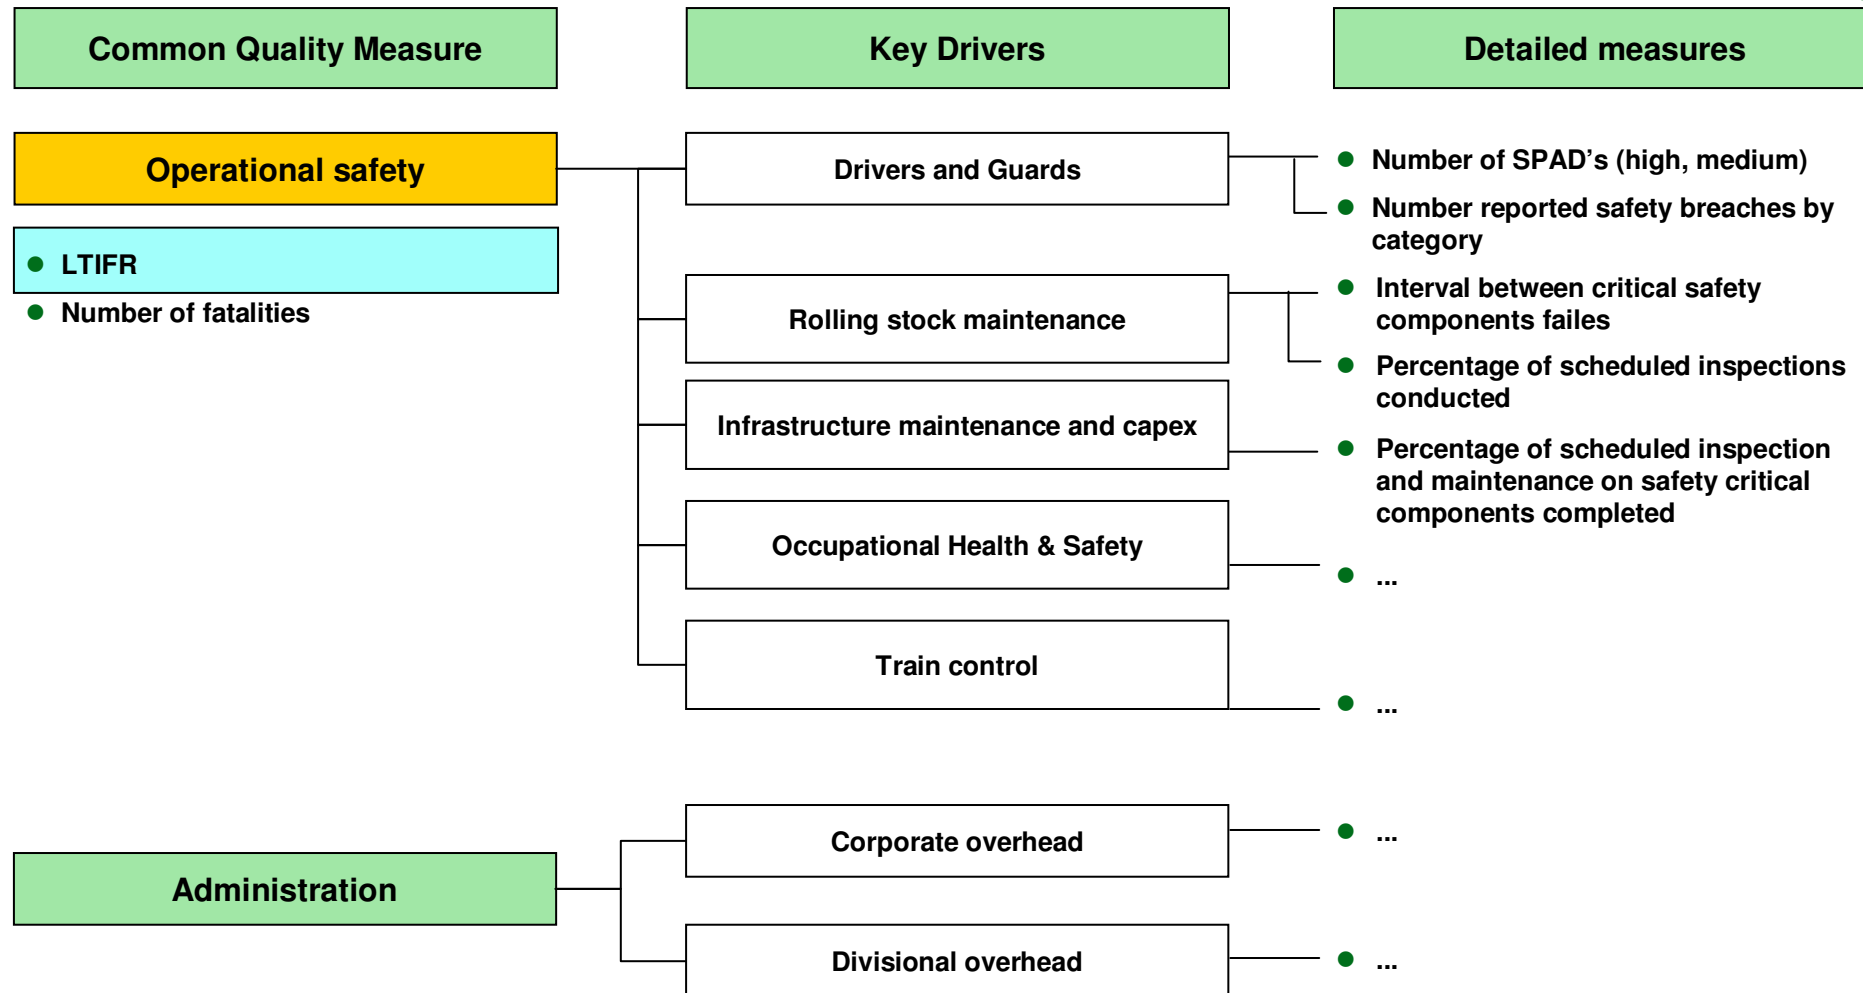 Common Quality Measure
Key Drivers
Detailed measures
Operational safety
LTIFR
Number of fatalities
Drivers and Guards
Number of SPAD's (high, medium)
Number reported safety breaches by
category
Rolling stock maintenance
Interval between critical safety
components failes
Percentage of scheduled inspections
conducted
Infrastructure maintenance and capex
Percentage of scheduled inspection
and maintenance on safety critical
components completed
Occupational Health & Safety
...
Train control
...
Administration
Corporate overhead
...
Divisional overhead
...